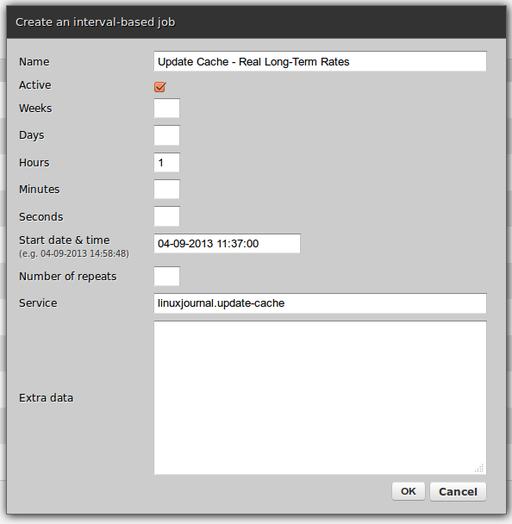 Create an interval-based job
Name Update Cache - Real Long-Term Rates
Active
Weeks
Days
Hours 1
Minutes
Seconds
Start date & time 04-09-2013 11:37:00
(e.g. 04-09-2013 14:58:48)
Number of repeats
Service linuxjournal.update-cache
Extra data
OK Cancel